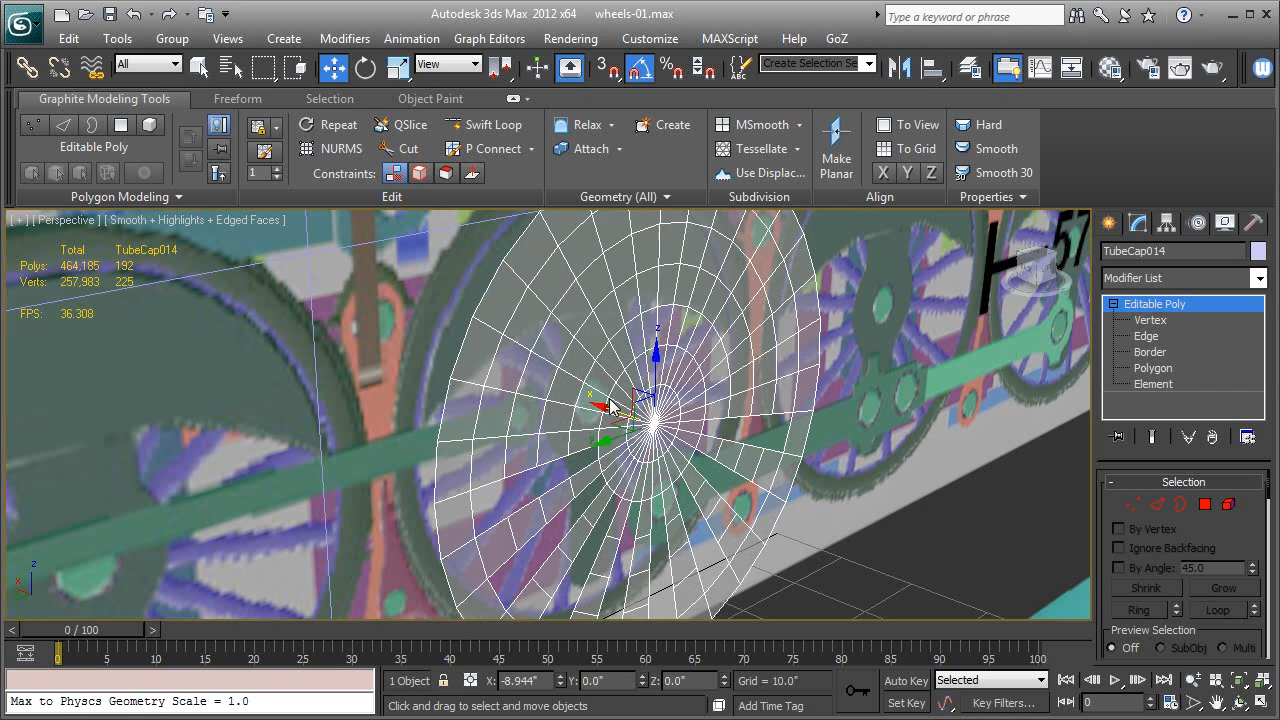 Autodesk 3ds Max 2012 x64 wheels-01.max
Type a keyword or phrase
Edit Tools Group Views Create Modifiers Animation Graph Editors Rendering Customize MAXScript Help GoZ
All View 3 Create Selection Se
Graphite Modeling Tools Freeform Selection Object Paint
Repeat QSlice Swift Loop Relax Create MSmooth To View Hard
Editable Poly NURMS Cut P Connect Attach Tessellate Make Planar To Grid Smooth
1 Constraints: Use Displac... X Y Z Smooth 30
Polygon Modeling Edit Geometry (All) Subdivision Align Properties
[ + ] [ Perspective ] [ Smooth + Highlights + Edged Faces ]
Total TubeCap014
Polys: 464,185 192
Verts: 257,983 225
FPS: 36.308
57
z
x
y
z
x
TubeCap014
Modifier List
Editable Poly
Vertex
Edge
Border
Polygon
Element
- Selection
By Vertex
Ignore Backfacing
By Angle: 45.0
Shrink Grow
Ring Loop
Preview Selection
Off SubObj Multi
< 0 / 100 >
0 5 10 15 20 25 30 35 40 45 50 55 60 65 70 75 80 85 90 95 100
1 Object X: -8.944" Y: 0.0" Z: 0.0" Grid = 10.0" Auto Key Selected
Max to Physcs Geometry Scale = 1.0 Click and drag to select and move objects Add Time Tag Set Key Key Filters... 0